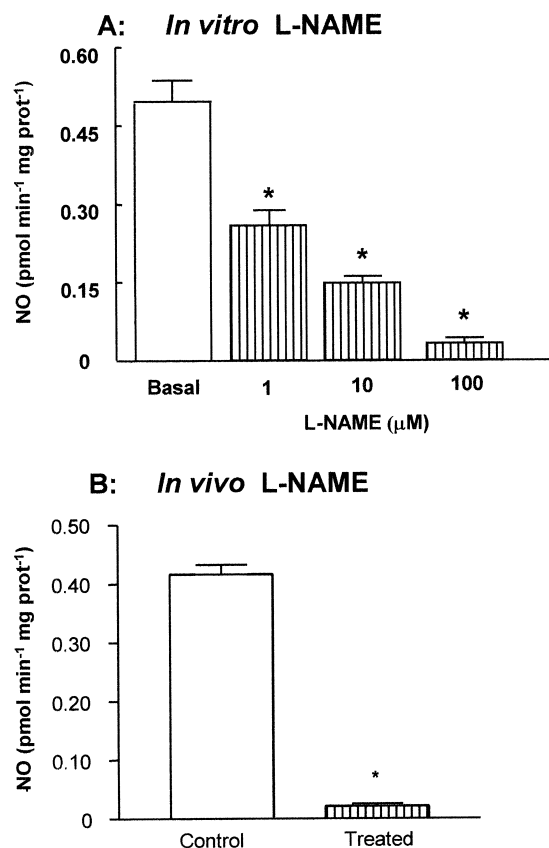 A: In vitro L-NAME
NO (pmol min⁻¹ mg prot⁻¹)
0.60
0.45
0.30
0.15
0
*
*
*
Basal 1 10 100
L-NAME (μM)
B: In vivo L-NAME
NO (pmol min⁻¹ mg prot⁻¹)
0.50
0.40
0.30
0.20
0.10
0
*
Control Treated